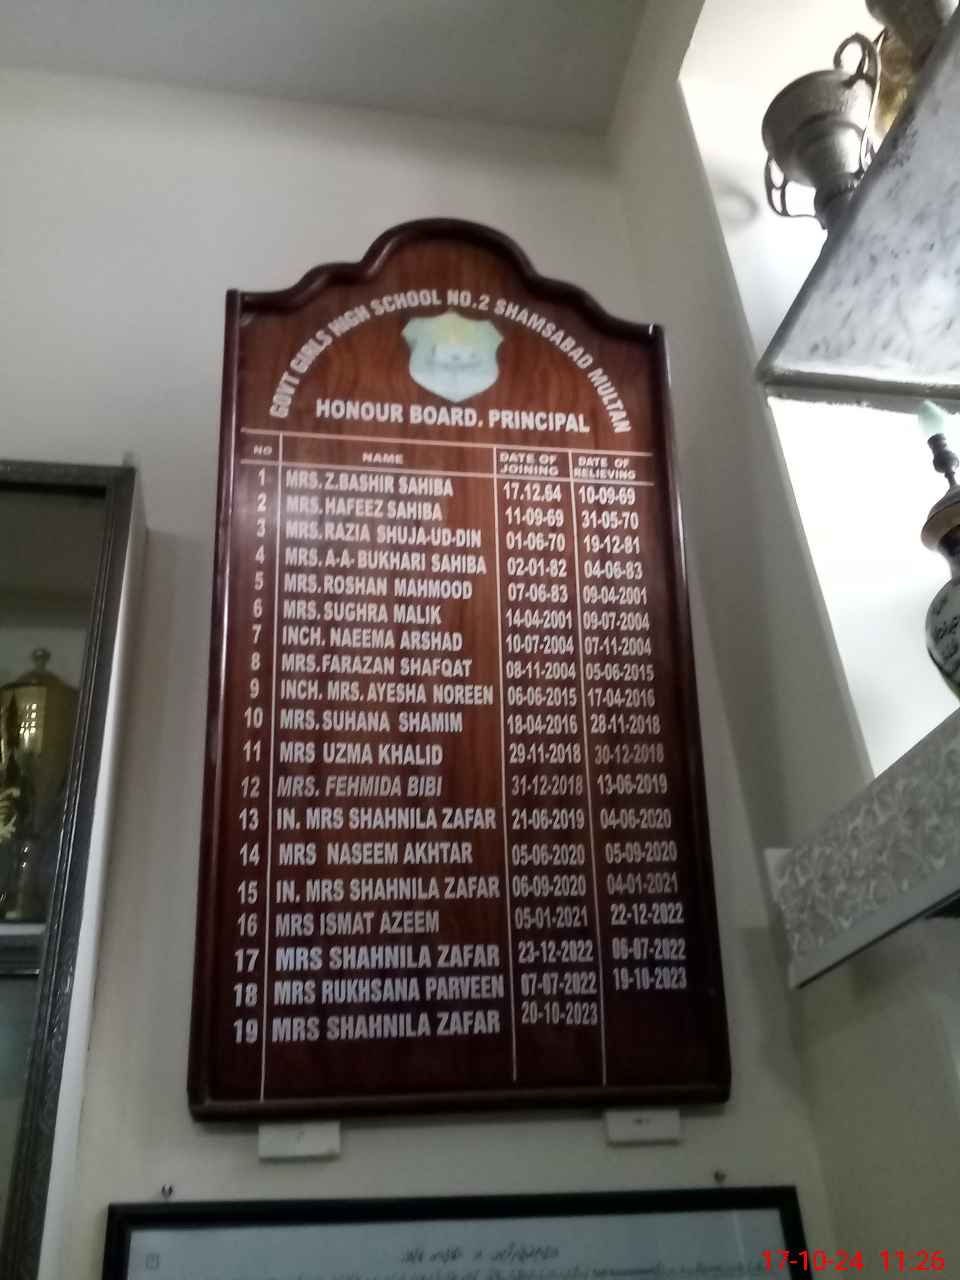 GOVT GIRLS HIGH SCHOOL NO.2 SHAMSABAD MULTAN
HONOUR BOARD. PRINCIPAL
NO NAME DATE OF JOINING DATE OF RELIEVING
1 MRS. Z.BASHIR SAHIBA 17.12.64 10-09-69
2 MRS. HAFEEZ SAHIBA 11-09-69 31-05-70
3 MRS. RAZIA SHUJA-UD-DIN 01-06-70 19-12-81
4 MRS. A-A- BUKHARI SAHIBA 02-01-82 04-06-83
5 MRS. ROSHAN MAHMOOD 07-06-83 09-04-2001
6 MRS. SUGHRA MALIK 14-04-2001 09-07-2004
7 INCH. NAEEMA ARSHAD 10-07-2004 07-11-2004
8 MRS. FARAZAN SHAFQAT 08-11-2004 05-06-2015
9 INCH. MRS. AYESHA NOREEN 06-06-2015 17-04-2016
10 MRS. SUHANA SHAMIM 18-04-2016 28-11-2018
11 MRS UZMA KHALID 29-11-2018 30-12-2018
12 MRS. FEHMIDA BIBI 31-12-2018 13-06-2019
13 IN. MRS SHAHNILA ZAFAR 21-06-2019 04-06-2020
14 MRS NASEEM AKHTAR 05-06-2020 05-09-2020
15 IN. MRS SHAHNILA ZAFAR 06-09-2020 04-01-2021
16 MRS ISMAT AZEEM 05-01-2021 22-12-2022
17 MRS SHAHNILA ZAFAR 23-12-2022 06-07-2022
18 MRS RUKHSANA PARVEEN 07-07-2022 19-10-2023
19 MRS SHAHNILA ZAFAR 20-10-2023
17-10-24 11:26